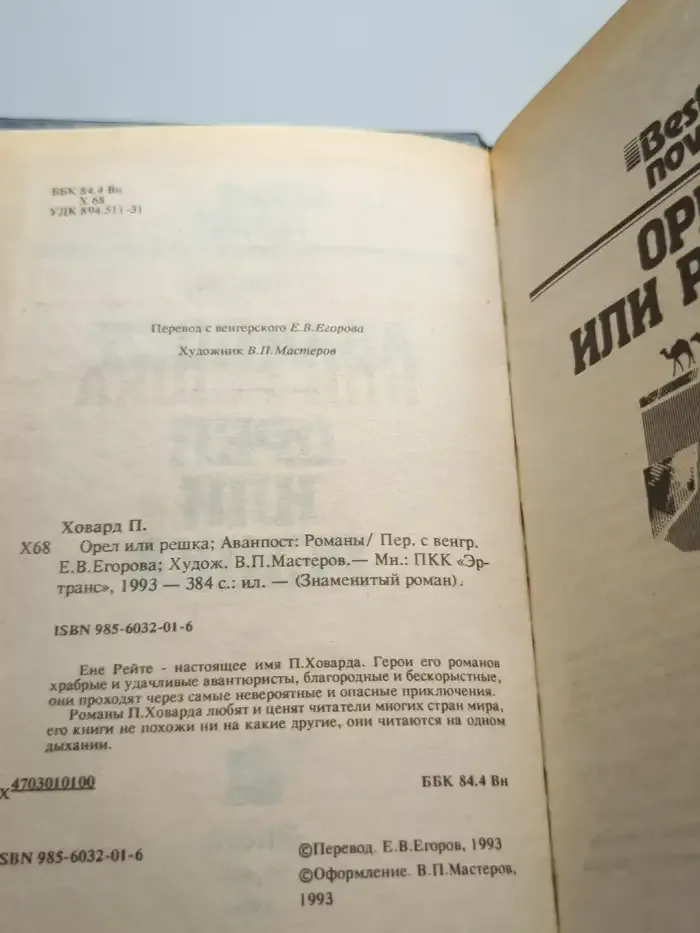 ББК 84.4 Вн
Х 68
УДК 894.511-31
Перевод с венгерского Е.В.Егорова
Художник В.П.Мастеров
Ховард П.
Х68 Орел или решка; Аванпост: Романы/ Пер. с венгр.
Е.В.Егорова; Худож. В.П.Мастеров.— Мн.: ПКК «Эр-
транс», 1993 — 384 с.: ил. — (Знаменитый роман).
ISBN 985-6032-01-6
Ене Рейте - настоящее имя П.Ховарда. Герои его романов
храбрые и удачливые авантюристы, благородные и бескорыстные,
они проходят через самые невероятные и опасные приключения.
Романы П.Ховарда любят и ценят читатели многих стран мира,
его книги не похожи ни на какие другие, они читаются на одном
дыхании.
Х 4703010100
ББК 84.4 Вн
SBN 985-6032-01-6
©Перевод. Е.В.Егоров, 1993
©Оформление. В.П.Мастеров,
1993
Best
nov
ОРЕ
ИЛИ Р